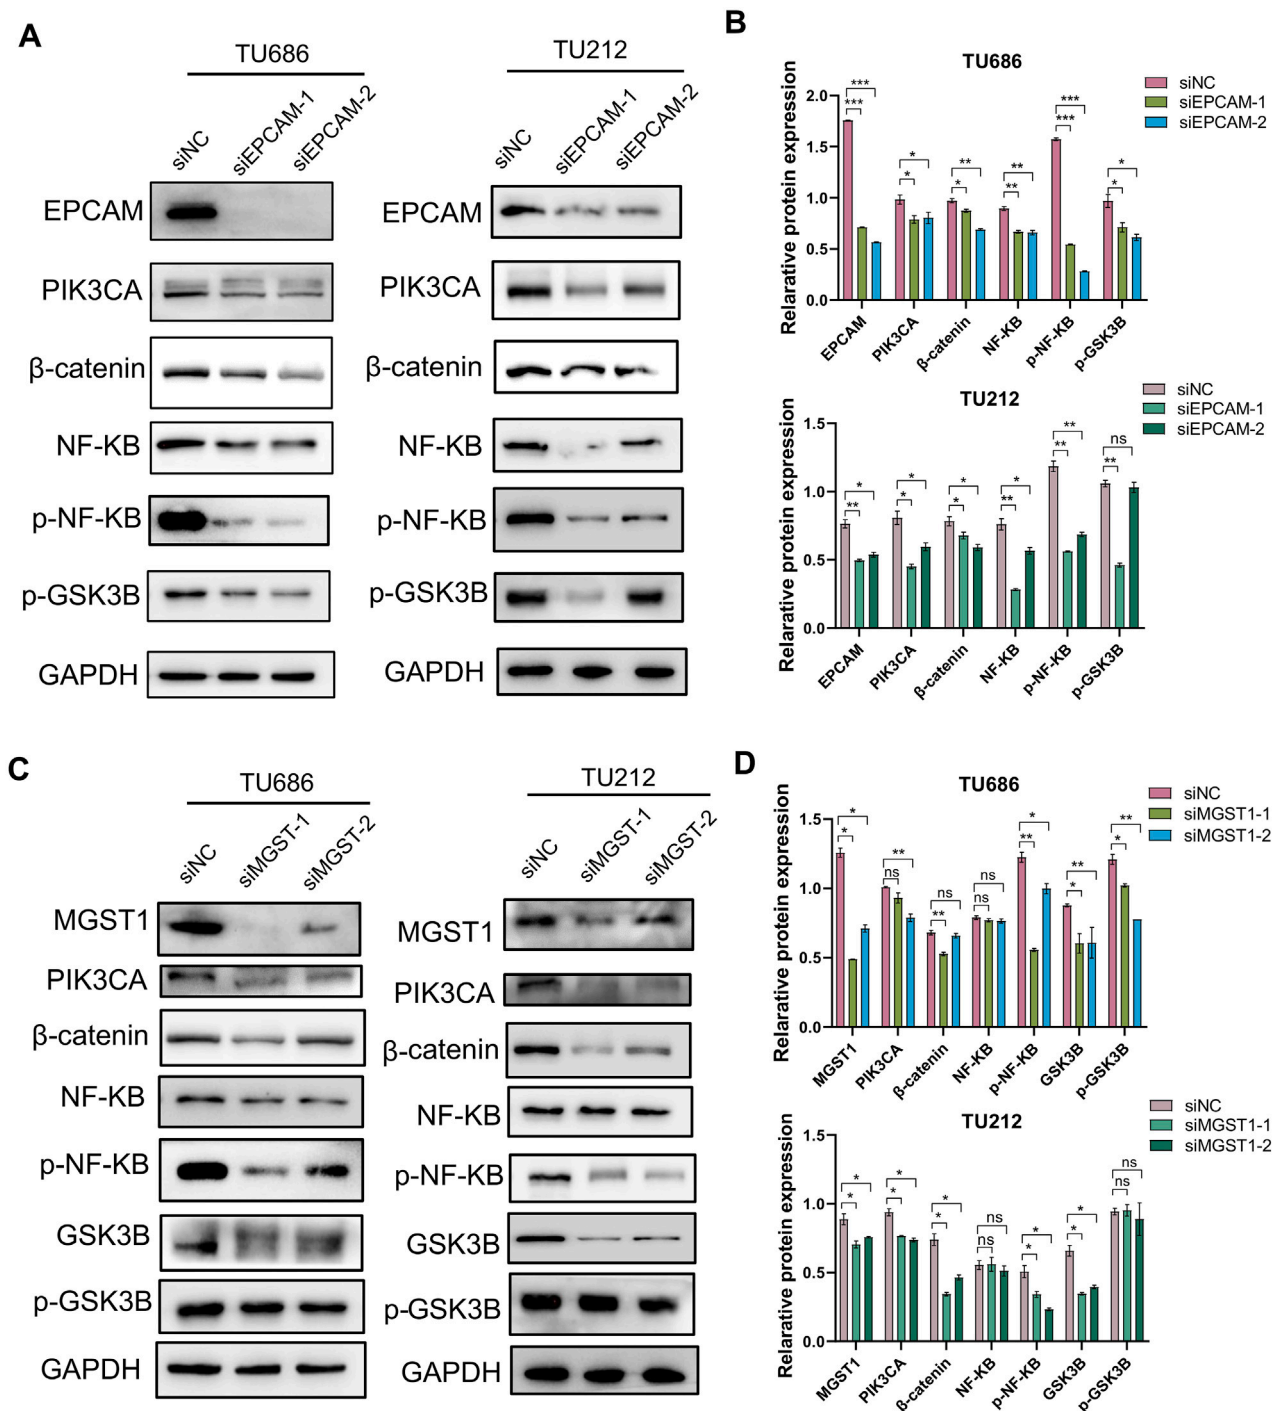 A
TU686
siNC
siEPCAM-1
siEPCAM-2
EPCAM
PIK3CA
β-catenin
NF-KB
p-NF-KB
p-GSK3B
GAPDH
TU212
siNC
siEPCAM-1
siEPCAM-2
EPCAM
PIK3CA
β-catenin
NF-KB
p-NF-KB
p-GSK3B
GAPDH
B
TU686
siNC
siEPCAM-1
siEPCAM-2
Relarative protein expression
2.0
1.5
1.0
0.5
0.0
*** *** * * * ** ** ** *** *** * *
EPCAM
PIK3CA
β-catenin
NF-KB
p-NF-KB
p-GSK3B
TU212
siNC
siEPCAM-1
siEPCAM-2
Relarative protein expression
1.5
1.0
0.5
0.0
** * * * * * ** * ** ** ** ns
EPCAM
PIK3CA
β-catenin
NF-KB
p-NF-KB
p-GSK3B
C
TU686
siNC
siMGST-1
siMGST-2
MGST1
PIK3CA
β-catenin
NF-KB
p-NF-KB
GSK3B
p-GSK3B
GAPDH
TU212
siNC
siMGST-1
siMGST-2
MGST1
PIK3CA
β-catenin
NF-KB
p-NF-KB
GSK3B
p-GSK3B
GAPDH
D
TU686
siNC
siMGST1-1
siMGST1-2
Relarative protein expression
1.5
1.0
0.5
0.0
* * ns ** ** ns ns ns ** * * ** * **
MGST1
PIK3CA
β-catenin
NF-KB
p-NF-KB
GSK3B
p-GSK3B
TU212
siNC
siMGST1-1
siMGST1-2
Relarative protein expression
1.5
1.0
0.5
0.0
* * * * * * ns ns * * * * ns ns
MGST1
PIK3CA
β-catenin
NF-KB
p-NF-KB
GSK3B
p-GSK3B